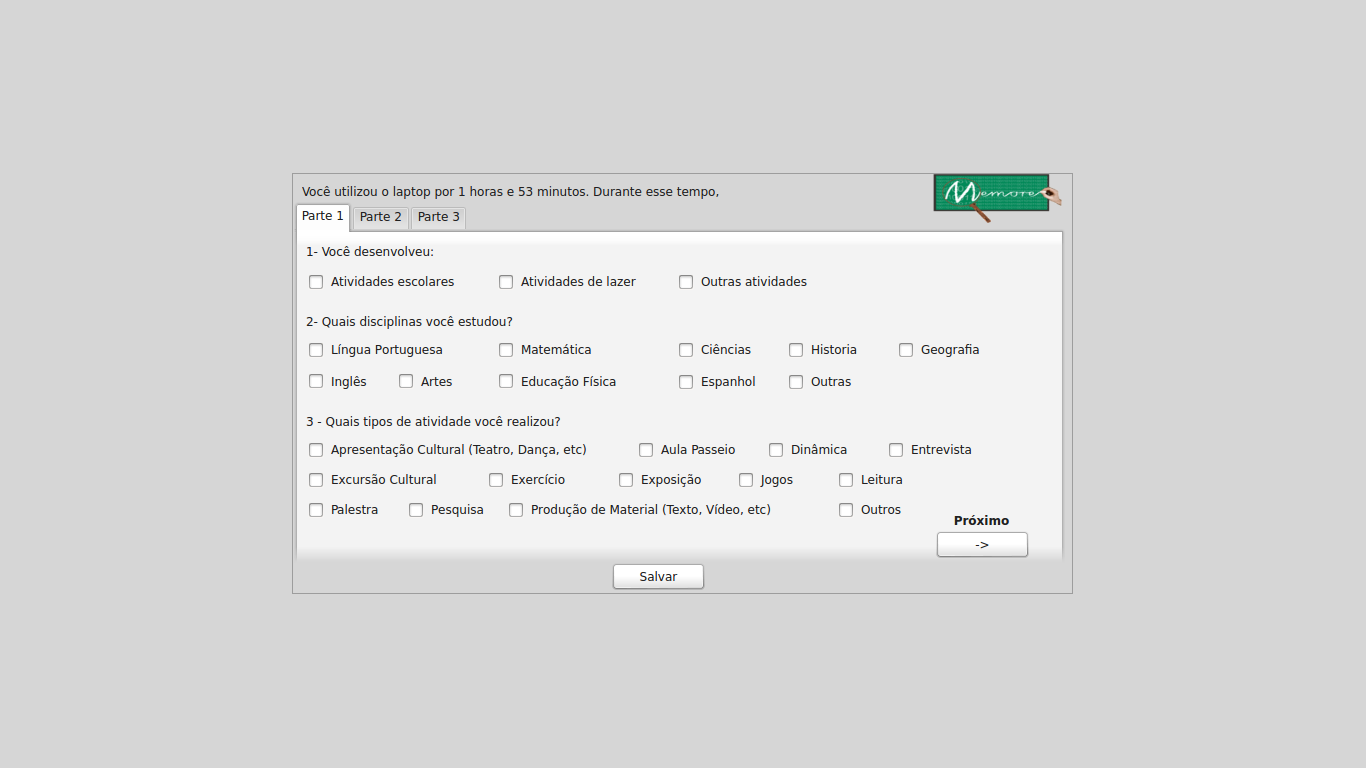 Você utilizou o laptop por 1 horas e 53 minutos. Durante esse tempo,
Memore
Parte 1 Parte 2 Parte 3
1- Você desenvolveu:
Atividades escolares Atividades de lazer Outras atividades
2- Quais disciplinas você estudou?
Língua Portuguesa Matemática Ciências Historia Geografia
Inglês Artes Educação Física Espanhol Outras
3 - Quais tipos de atividade você realizou?
Apresentação Cultural (Teatro, Dança, etc) Aula Passeio Dinâmica Entrevista
Excursão Cultural Exercício Exposição Jogos Leitura
Palestra Pesquisa Produção de Material (Texto, Vídeo, etc) Outros
Próximo
->
Salvar